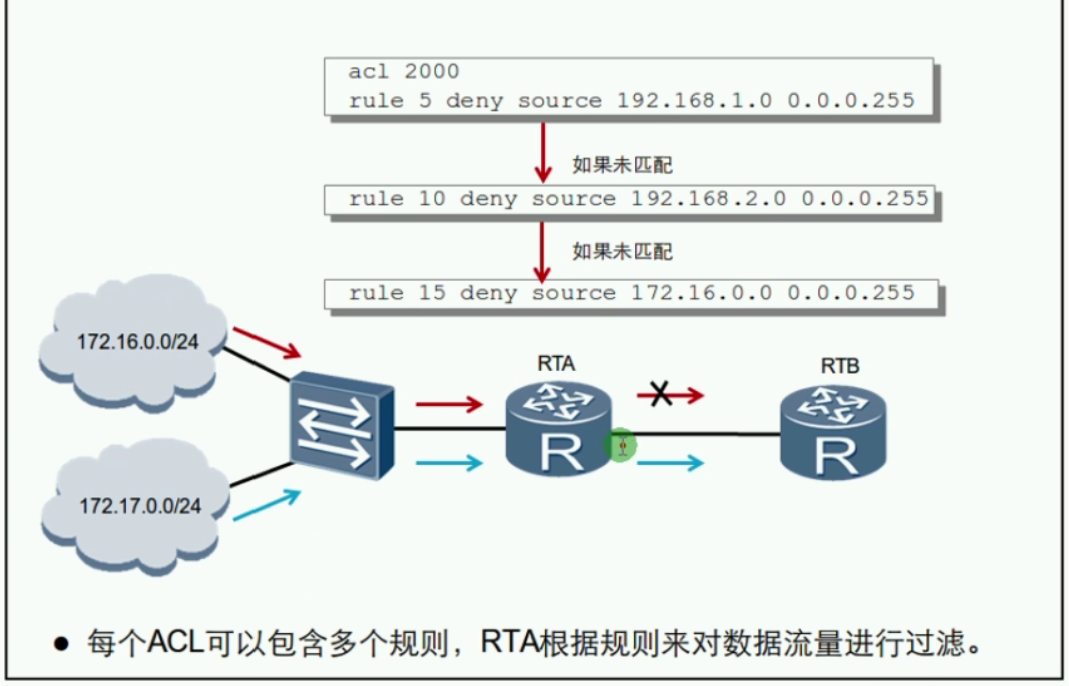 acl 2000
rule 5 deny source 192.168.1.0 0.0.0.255
如果未匹配
rule 10 deny source 192.168.2.0 0.0.0.255
如果未匹配
rule 15 deny source 172.16.0.0 0.0.0.255
172.16.0.0/24
RTA
RTB
R
R
172.17.0.0/24
● 每个ACL可以包含多个规则，RTA根据规则来对数据流量进行过滤。